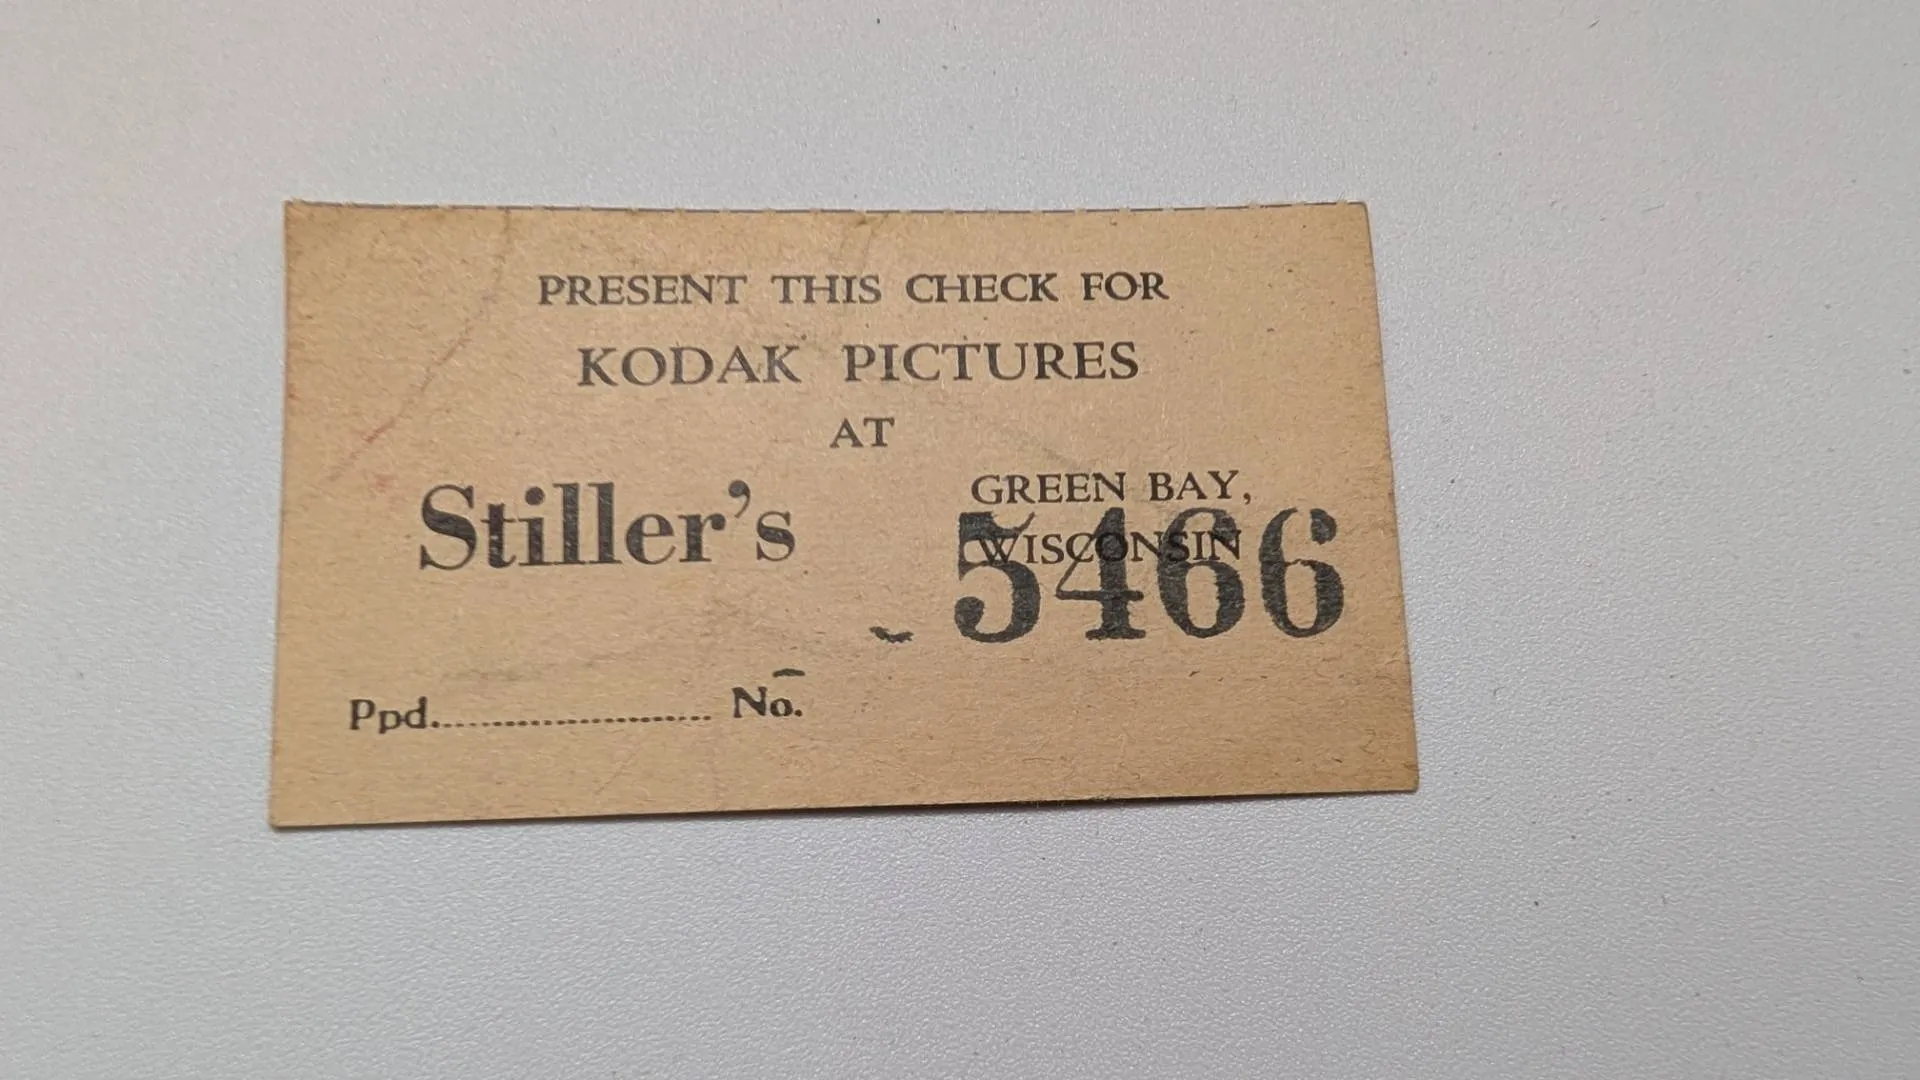 PRESENT THIS CHECK FOR
KODAK PICTURES
AT
Stiller's
GREEN BAY,
WISCONSIN
5466
Ppd....................... No.